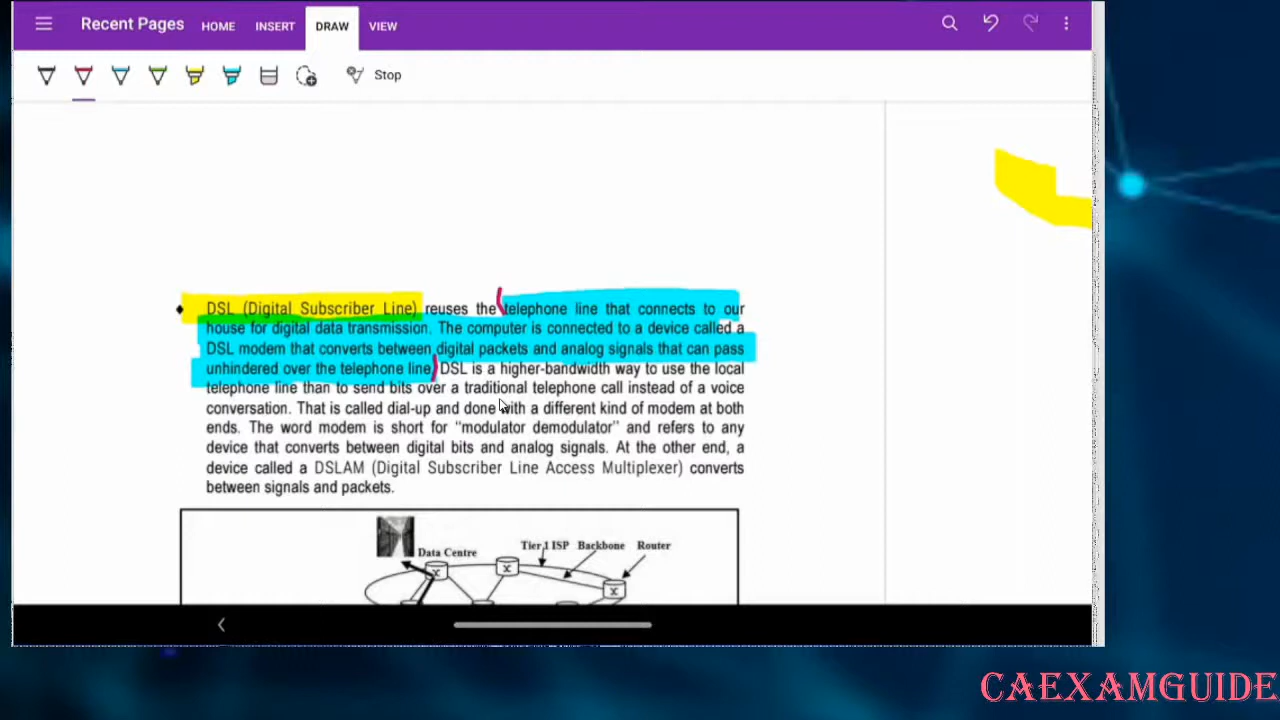 Recent Pages HOME INSERT DRAW VIEW
Stop
DSL (Digital Subscriber Line) reuses the telephone line that connects to our
house for digital data transmission. The computer is connected to a device called a
DSL modem that converts between digital packets and analog signals that can pass
unhindered over the telephone line. DSL is a higher-bandwidth way to use the local
telephone line than to send bits over a traditional telephone call instead of a voice
conversation. That is called dial-up and done with a different kind of modem at both
ends. The word modem is short for “modulator demodulator” and refers to any
device that converts between digital bits and analog signals. At the other end, a
device called a DSLAM (Digital Subscriber Line Access Multiplexer) converts
between signals and packets.
Data Centre Tier 1 ISP Backbone Router
X X X
CAEXAMGUIDE